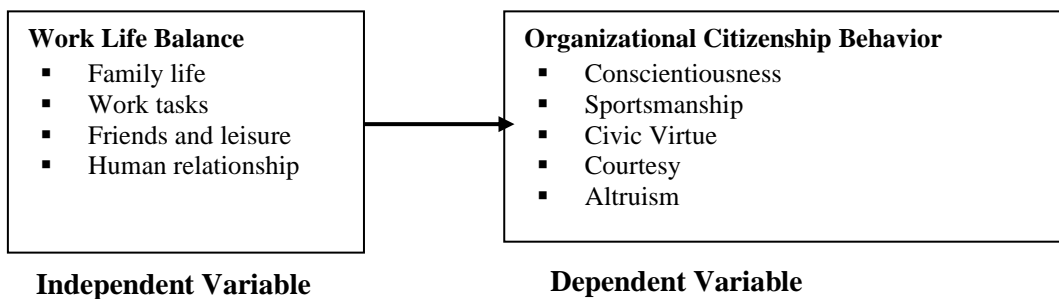 Work Life Balance
▪ Family life
▪ Work tasks
▪ Friends and leisure
▪ Human relationship
Organizational Citizenship Behavior
▪ Conscientiousness
▪ Sportsmanship
▪ Civic Virtue
▪ Courtesy
▪ Altruism
Independent Variable
Dependent Variable